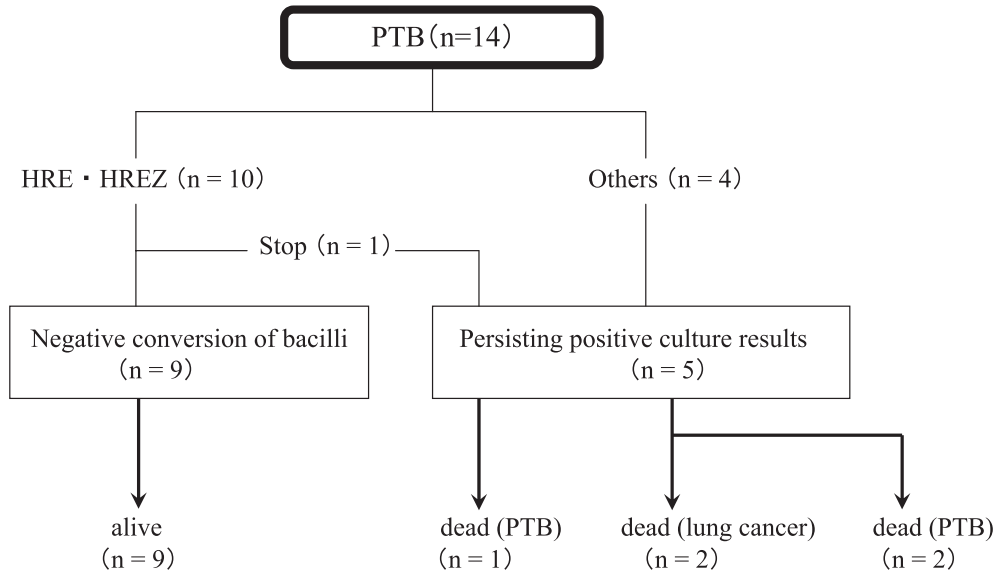 PTB（n=14）
HRE・HREZ（n = 10）
Others（n = 4）
Stop（n = 1）
Negative conversion of bacilli
（n = 9）
Persisting positive culture results
（n = 5）
alive
（n = 9）
dead (PTB)
（n = 1）
dead (lung cancer)
（n = 2）
dead (PTB)
（n = 2）